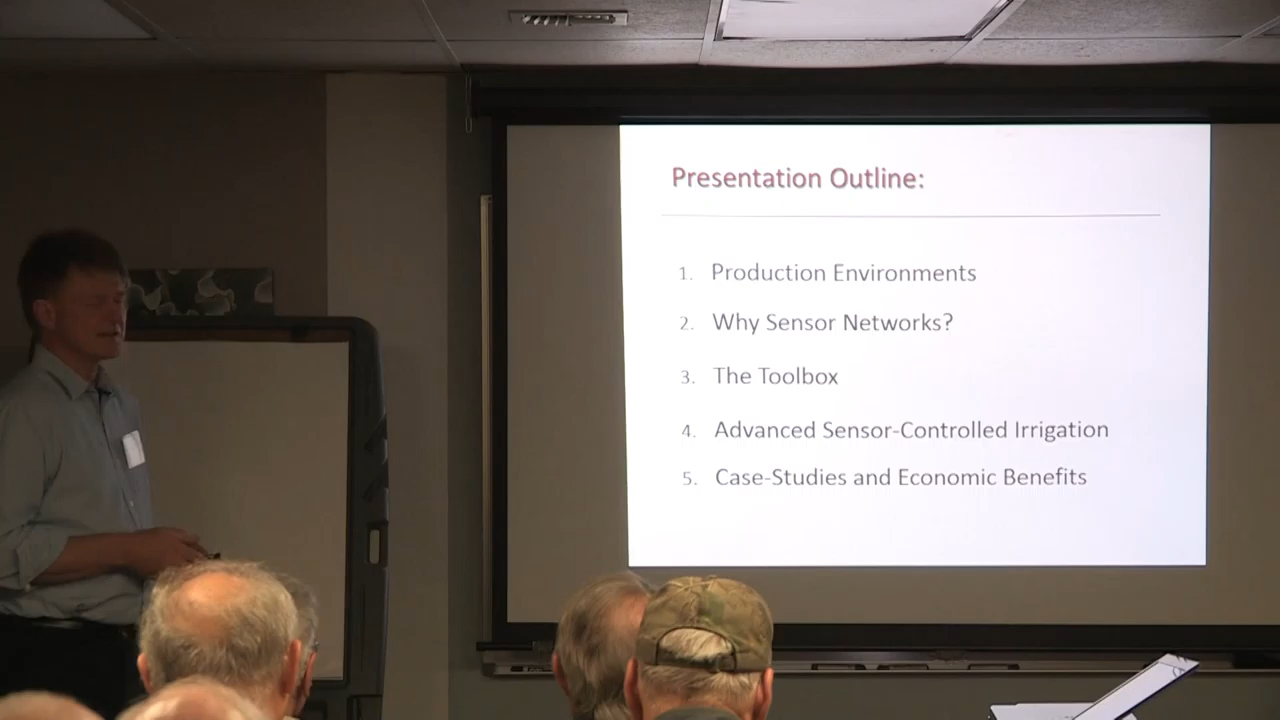 Presentation Outline:
1. Production Environments
2. Why Sensor Networks?
3. The Toolbox
4. Advanced Sensor-Controlled Irrigation
5. Case-Studies and Economic Benefits